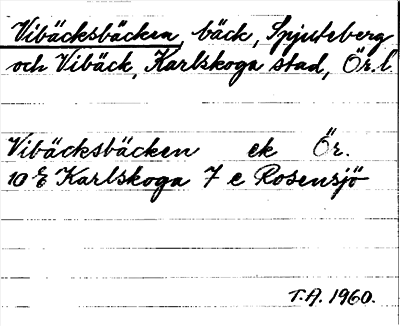 Vibäcksbäcken, bäck, Spjuteberg
och Vibäck, Karlskoga stad, Ör. l.
Vibäcksbäcken ek Ör.
10 E Karlskoga 7 e Rosensjö
T.A. 1960.